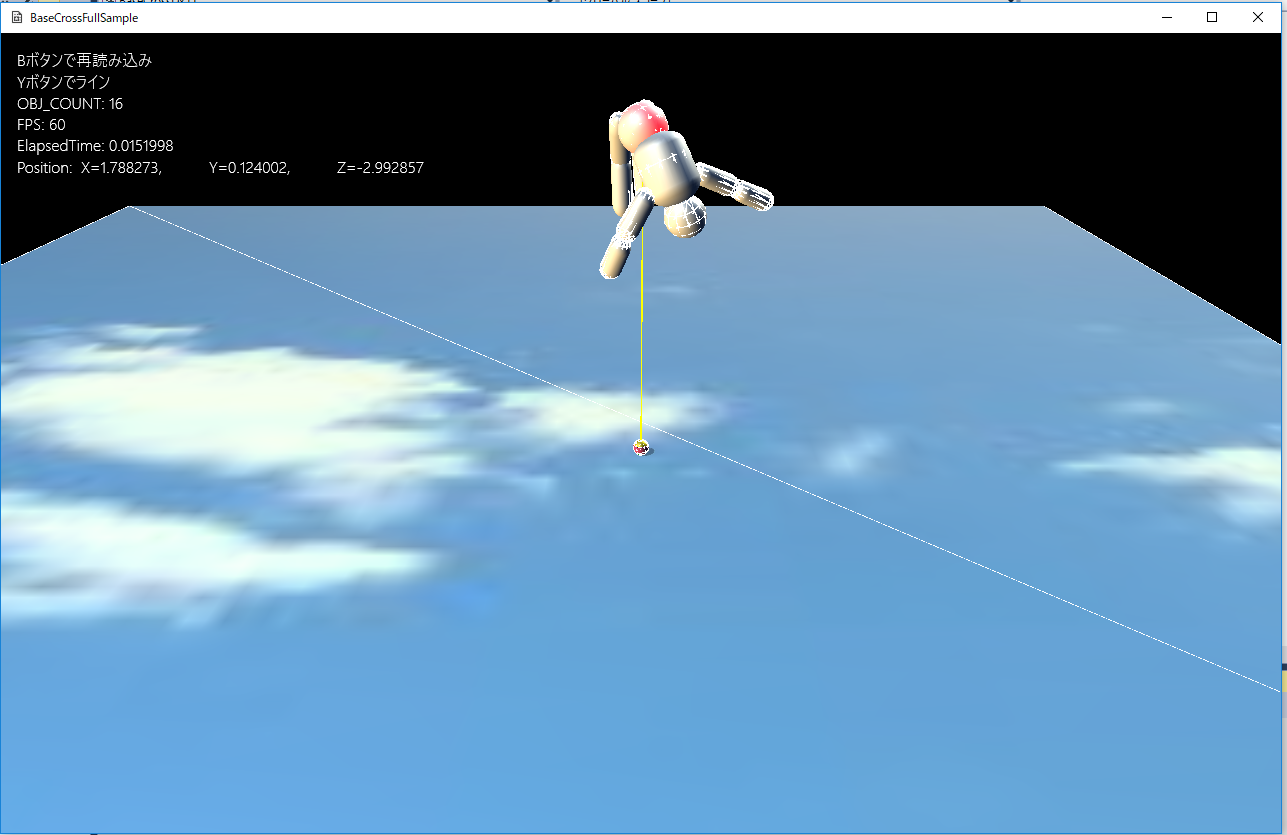 BaseCrossFullSample
Bボタンで再読み込み
Yボタンでライン
OBJ_COUNT: 16
FPS: 60
ElapsedTime: 0.0151998
Position: X=1.788273, Y=0.124002, Z=-2.992857